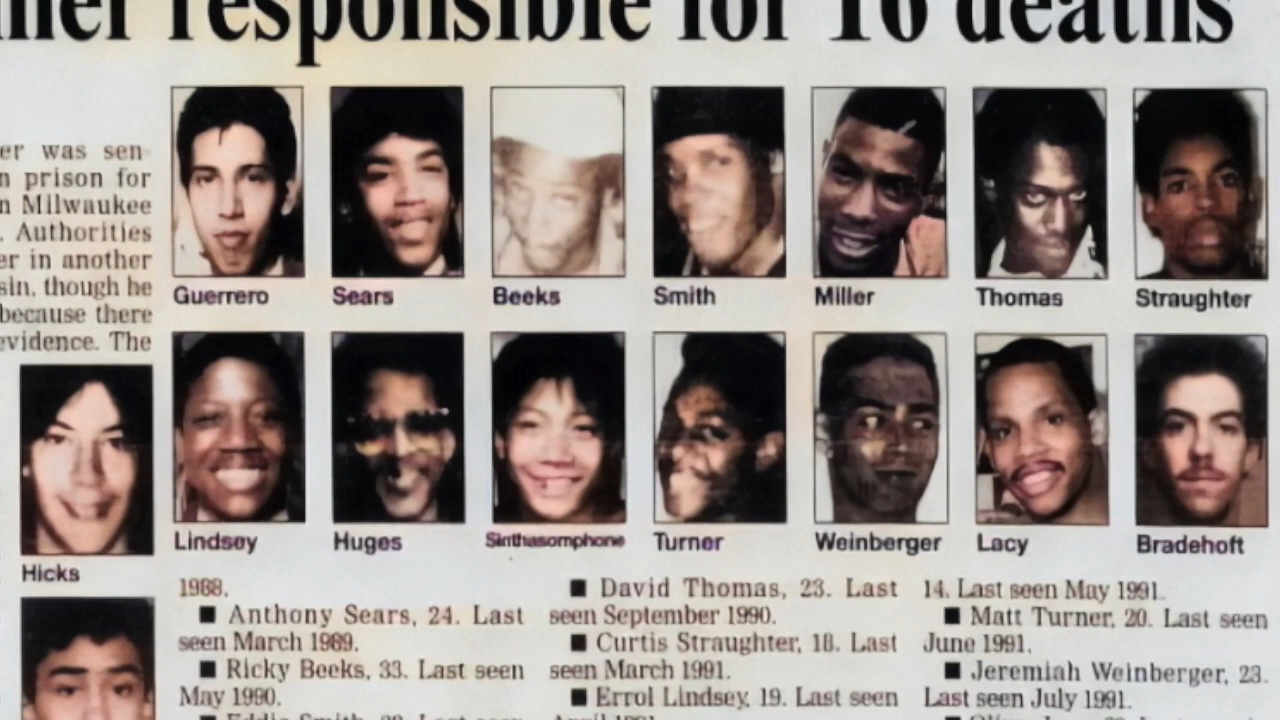 responsible for 16 deaths
er was sen-
n prison for
n Milwaukee
. Authorities
er in another
sin, though he
because there
evidence. The
Guerrero
Sears
Beeks
Smith
Miller
Thomas
Straughter
Lindsey
Huges
Sinthasomphone
Turner
Weinberger
Lacy
Bradehoft
Hicks
1988.
■ Anthony Sears, 24. Last
seen March 1989.
■ Ricky Beeks, 33. Last seen
May 1990.
■ David Thomas, 23. Last
seen September 1990.
■ Curtis Straughter, 18. Last
seen March 1991.
■ Errol Lindsey, 19. Last seen
14. Last seen May 1991.
■ Matt Turner, 20. Last seen
June 1991.
■ Jeremiah Weinberger, 23.
Last seen July 1991.